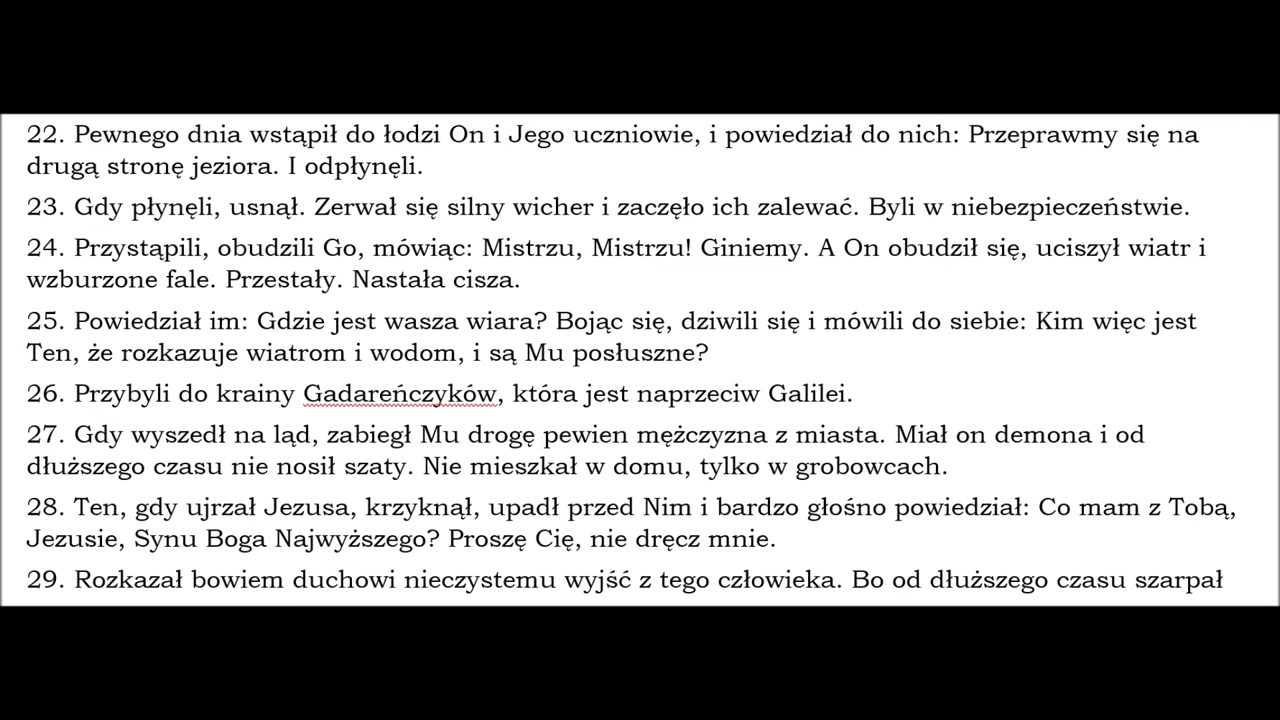 22. Pewnego dnia wstąpił do łodzi On i Jego uczniowie, i powiedział do nich: Przeprawmy się na
drugą stronę jeziora. I odpłynęli.
23. Gdy płynęli, usnął. Zerwał się silny wicher i zaczęło ich zalewać. Byli w niebezpieczeństwie.
24. Przystąpili, obudzili Go, mówiąc: Mistrzu, Mistrzu! Giniemy. A On obudził się, uciszył wiatr i
wzburzone fale. Przestały. Nastała cisza.
25. Powiedział im: Gdzie jest wasza wiara? Bojąc się, dziwili się i mówili do siebie: Kim więc jest
Ten, że rozkazuje wiatrom i wodom, i są Mu posłuszne?
26. Przybyli do krainy Gadareńczyków, która jest naprzeciw Galilei.
27. Gdy wyszedł na ląd, zabiegł Mu drogę pewien mężczyzna z miasta. Miał on demona i od
dłuższego czasu nie nosił szaty. Nie mieszkał w domu, tylko w grobowcach.
28. Ten, gdy ujrzał Jezusa, krzyknął, upadł przed Nim i bardzo głośno powiedział: Co mam z Tobą,
Jezusie, Synu Boga Najwyższego? Proszę Cię, nie dręcz mnie.
29. Rozkazał bowiem duchowi nieczystemu wyjść z tego człowieka. Bo od dłuższego czasu szarpał